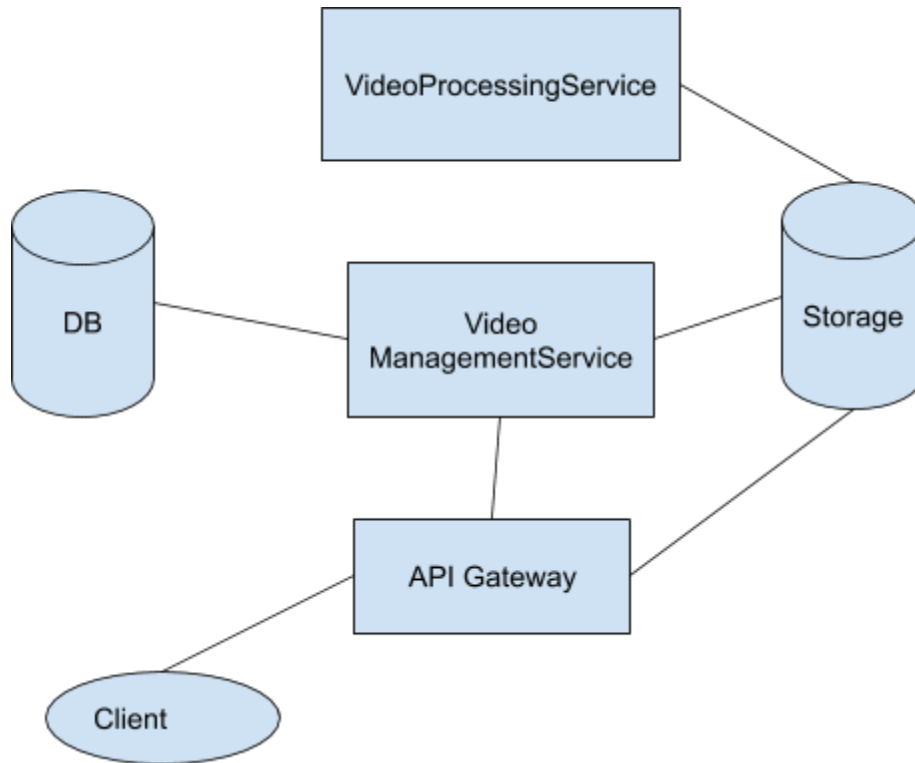 VideoProcessingService
DB
Video
ManagementService
Storage
API Gateway
Client